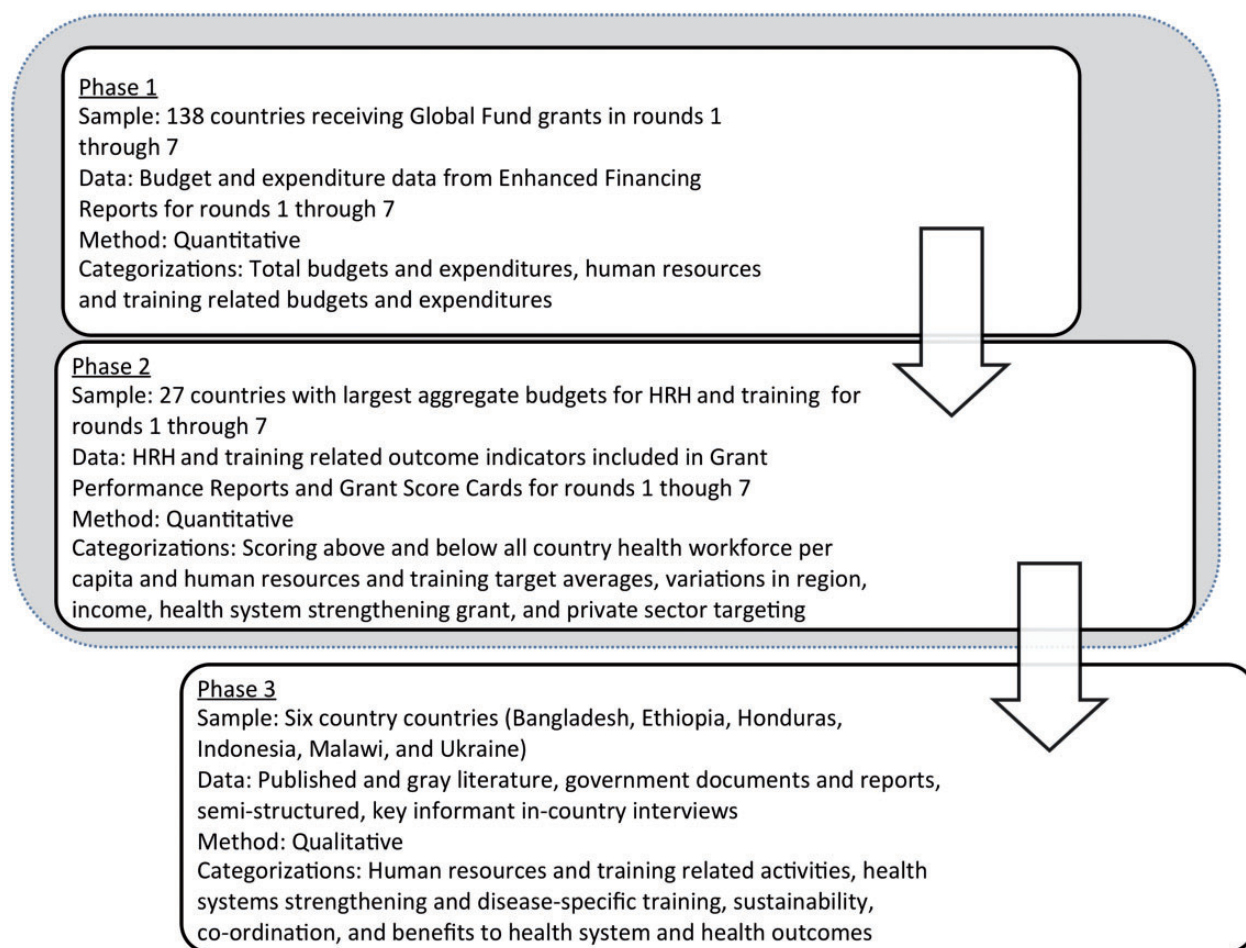 Phase 1
Sample: 138 countries receiving Global Fund grants in rounds 1
through 7
Data: Budget and expenditure data from Enhanced Financing
Reports for rounds 1 through 7
Method: Quantitative
Categorizations: Total budgets and expenditures, human resources
and training related budgets and expenditures
Phase 2
Sample: 27 countries with largest aggregate budgets for HRH and training for
rounds 1 through 7
Data: HRH and training related outcome indicators included in Grant
Performance Reports and Grant Score Cards for rounds 1 though 7
Method: Quantitative
Categorizations: Scoring above and below all country health workforce per
capita and human resources and training target averages, variations in region,
income, health system strengthening grant, and private sector targeting
Phase 3
Sample: Six country countries (Bangladesh, Ethiopia, Honduras,
Indonesia, Malawi, and Ukraine)
Data: Published and gray literature, government documents and reports,
semi-structured, key informant in-country interviews
Method: Qualitative
Categorizations: Human resources and training related activities, health
systems strengthening and disease-specific training, sustainability,
co-ordination, and benefits to health system and health outcomes